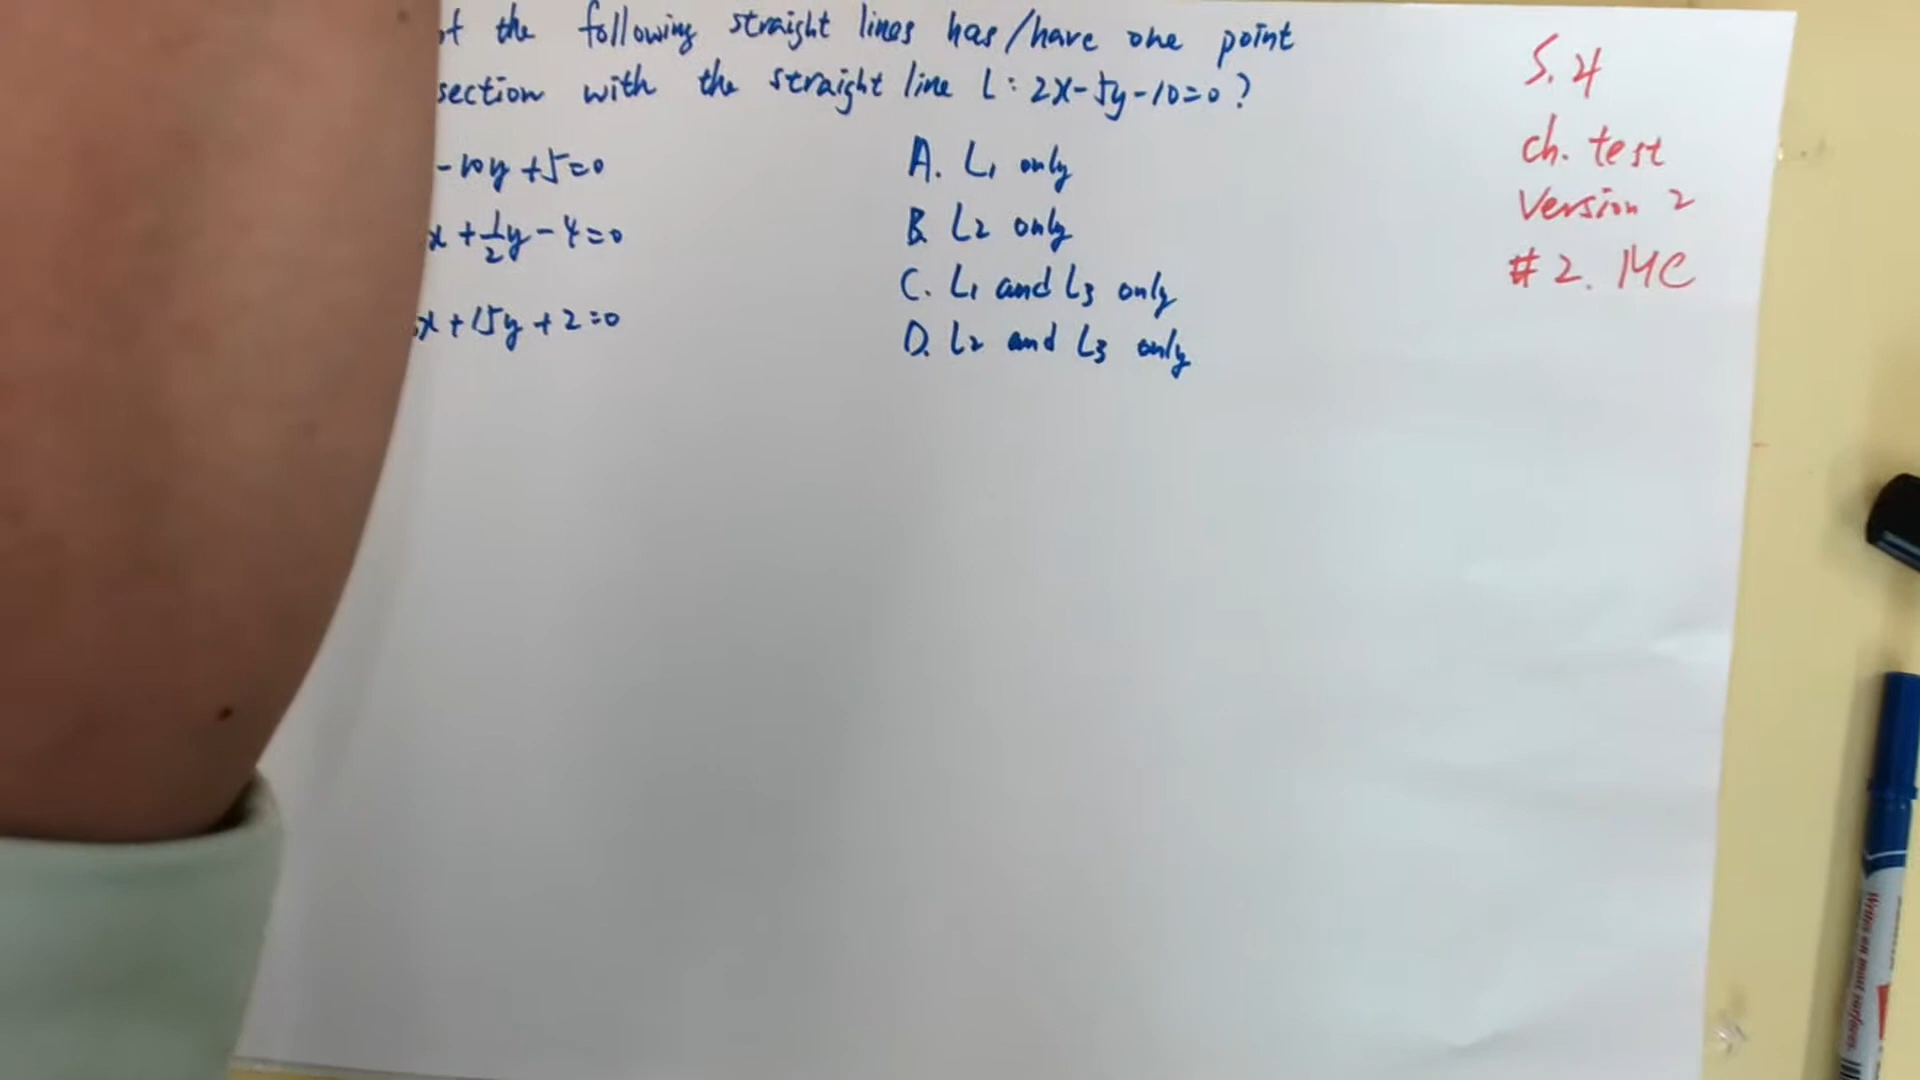 of the following straight lines has/have one point
section with the straight line L: 2x-5y-10=0?
-10y+5=0
x+1/2y-4=0
x+15y+2=0
A. L1 only
B. L2 only
C. L1 and L3 only
D. L2 and L3 only
S.4
ch. test
Version 2
#2. MC